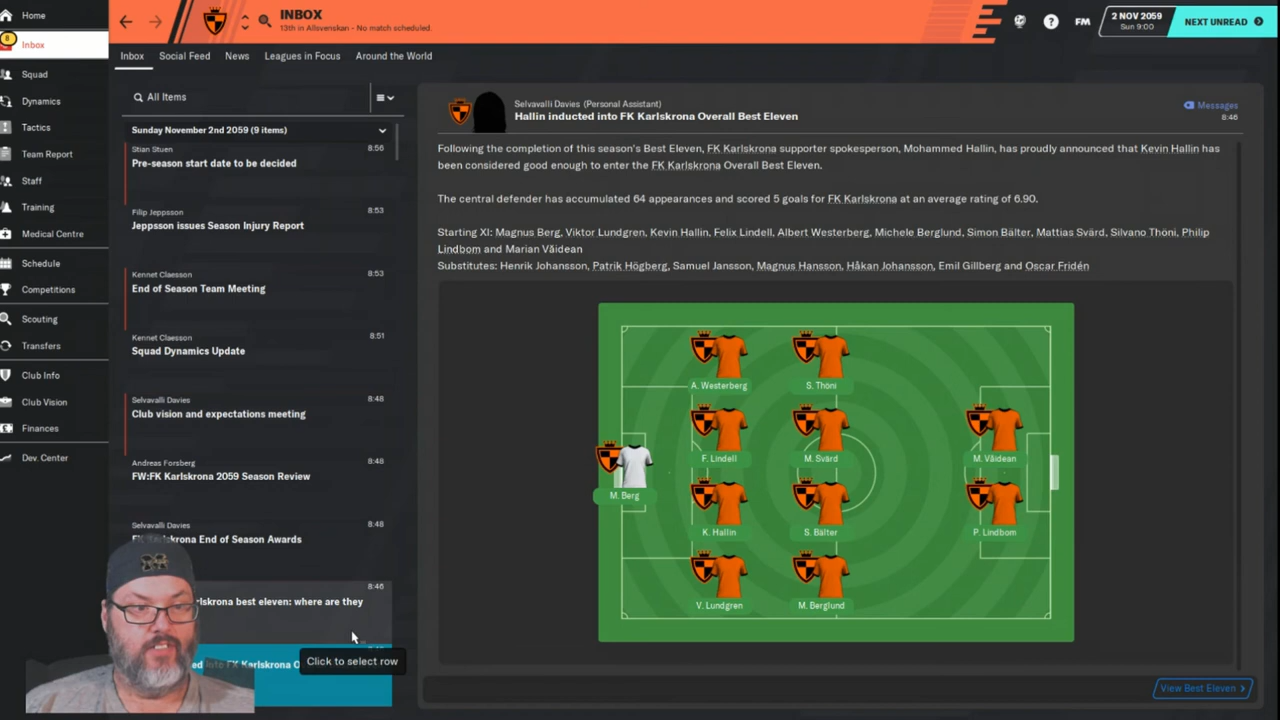 Home
INBOX
13th in Allsvenskan - No match scheduled.
FM
2 NOV 2059
Sun 9:00
NEXT UNREAD
8
Inbox
Squad
Dynamics
Tactics
Team Report
Staff
Training
Medical Centre
Schedule
Competitions
Scouting
Transfers
Club Info
Club Vision
Finances
Dev. Center
Inbox
Social Feed
News
Leagues in Focus
Around the World
All Items
Sunday November 2nd 2059 (9 items)
Stian Stuen
8:56
Pre-season start date to be decided
Filip Jeppsson
8:53
Jeppsson issues Season Injury Report
Kennet Claesson
8:53
End of Season Team Meeting
Kennet Claesson
8:51
Squad Dynamics Update
Selvavalli Davies
8:48
Club vision and expectations meeting
Andreas Forsberg
8:48
FW:FK Karlskrona 2059 Season Review
Selvavalli Davies
8:48
FK Karlskrona End of Season Awards
8:46
lskrona best eleven: where are they
ed into FK Karlskrona O
Click to select row
Selvavalli Davies (Personal Assistant)
Hallin inducted into FK Karlskrona Overall Best Eleven
Messages
8:46
Following the completion of this season's Best Eleven, FK Karlskrona supporter spokesperson, Mohammed Hallin, has proudly announced that Kevin Hallin has
been considered good enough to enter the FK Karlskrona Overall Best Eleven.
The central defender has accumulated 64 appearances and scored 5 goals for FK Karlskrona at an average rating of 6.90.
Starting XI: Magnus Berg, Viktor Lundgren, Kevin Hallin, Felix Lindell, Albert Westerberg, Michele Berglund, Simon Bälter, Mattias Svärd, Silvano Thöni, Philip
Lindbom and Marian Văidean
Substitutes: Henrik Johansson, Patrik Högberg, Samuel Jansson, Magnus Hansson, Håkan Johansson, Emil Gillberg and Oscar Fridén
A. Westerberg
S. Thöni
F. Lindell
M. Svärd
M. Văidean
M. Berg
K. Hallin
S. Bälter
P. Lindbom
V. Lundgren
M. Berglund
View Best Eleven